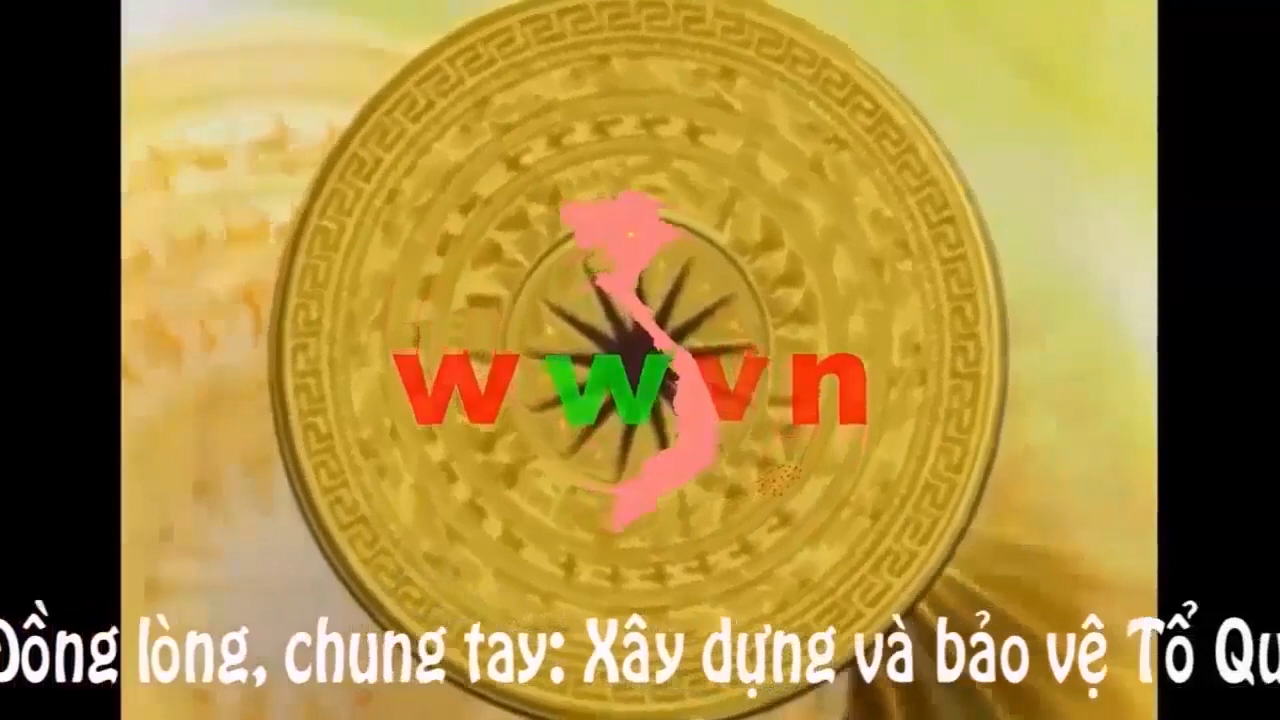 wwvn
Đồng lòng, chung tay: Xây dựng và bảo vệ Tổ Qu